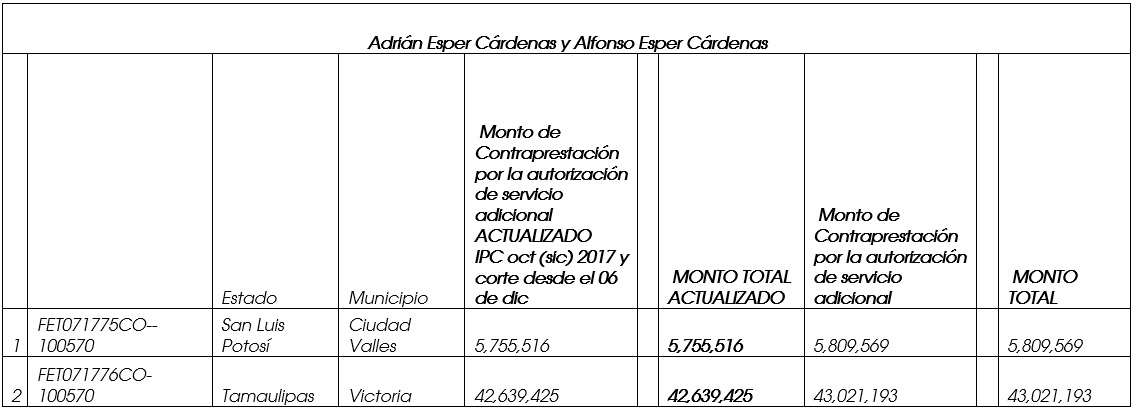 Adrián Esper Cárdenas y Alfonso Esper Cárdenas
Estado
Municipio
Monto de
Contraprestación
por la autorización
de servicio
adicional
ACTUALIZADO
IPC oct (sic) 2017 y
corte desde el 06
de dic
MONTO TOTAL
ACTUALIZADO
Monto de
Contraprestación
por la autorización
de servicio
adicional
MONTO
TOTAL
1
FET071775CO--
100570
San Luis
Potosí
Ciudad
Valles
5,755,516
5,755,516
5,809,569
5,809,569
2
FET071776CO-
100570
Tamaulipas
Victoria
42,639,425
42,639,425
43,021,193
43,021,193